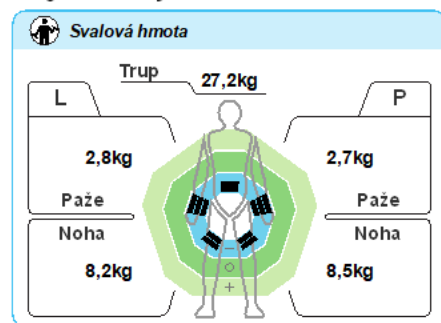 Svalová hmota
Trup 27,2kg
L P
2,8kg 2,7kg
Paže Paže
Noha Noha
8,2kg 8,5kg
−
○
+